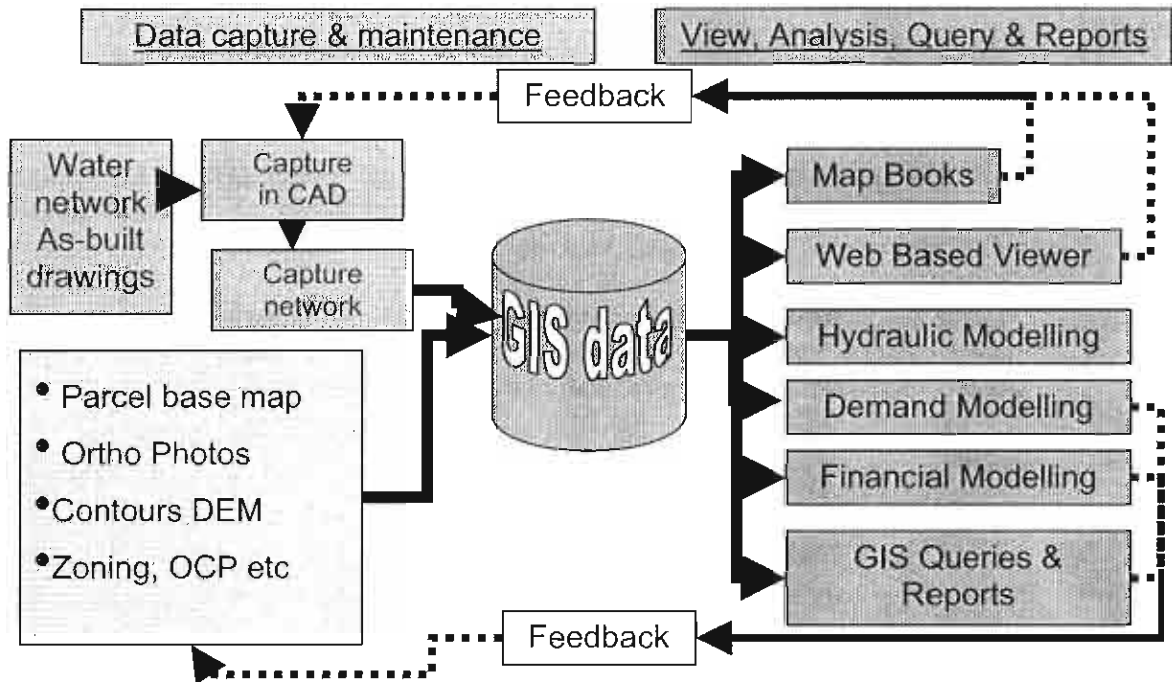 Data capture & maintenance
View, Analysis, Query & Reports
Feedback
Water
network
As-built
drawings
Capture
in CAD
Capture
network
• Parcel base map
• Ortho Photos
• Contours DEM
• Zoning, OCP etc
GIS data
Map Books
Web Based Viewer
Hydraulic Modelling
Demand Modelling
Financial Modelling
GIS Queries &
Reports
Feedback